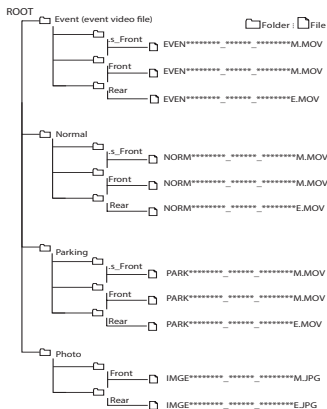 ROOT
Event (event video file)
Folder : File
.s_Front
EVEN********_******_********M.MOV
Front
EVEN********_******_********M.MOV
Rear
EVEN********_******_********E.MOV
Normal
.s_Front
NORM********_******_********M.MOV
Front
NORM********_******_********M.MOV
Rear
NORM********_******_********E.MOV
Parking
.s_Front
PARK********_******_********M.MOV
Front
PARK********_******_********M.MOV
Rear
PARK********_******_********E.MOV
Photo
Front
IMGE********_******_********M.JPG
Rear
IMGE********_******_********E.JPG